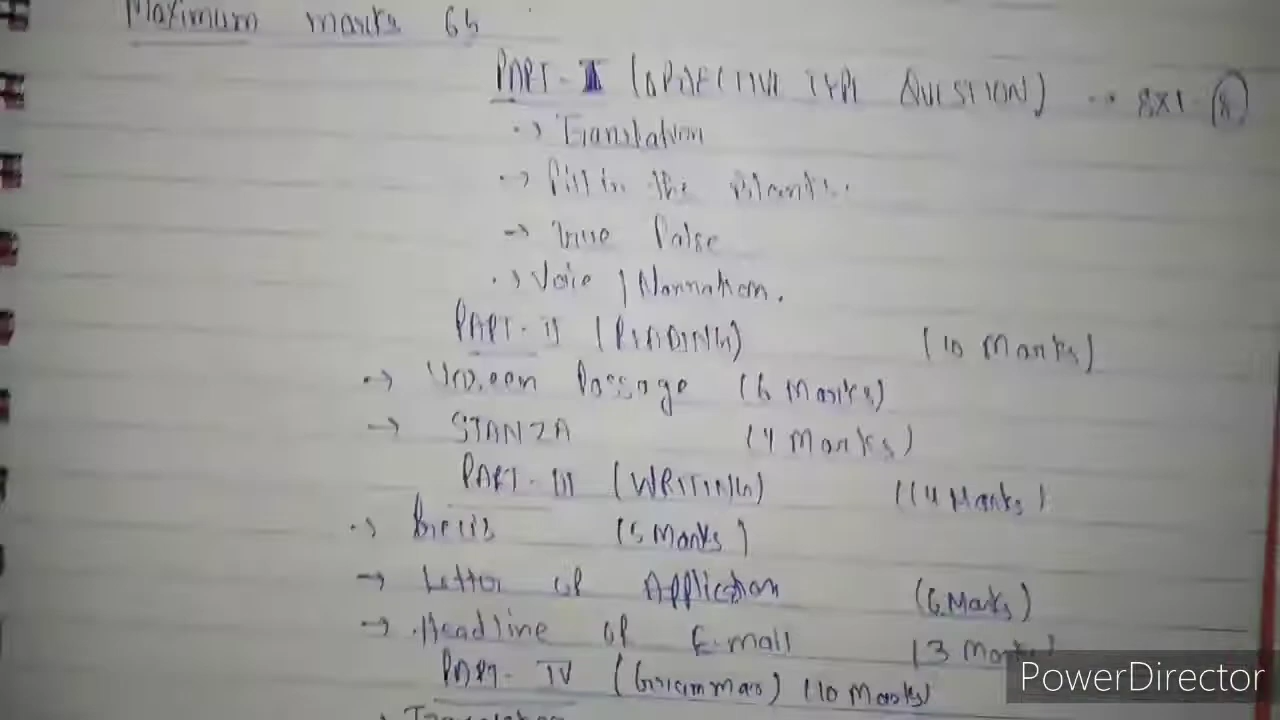 Maximum marks 65
PART-I (OBJECTIVE TYPE QUESTION) → 8X1 (8)
→ Translation
→ Fill in the Blanks.
→ True False
→ Voice / Narration.
PART-II (READING) (10 Marks)
→ Unseen Passage (6 Marks)
→ STANZA (4 Marks)
PART-III (WRITING) (14 Marks)
→ (5 Marks)
→ Letter of Application (6 Marks)
→ Headline of E-mail (3 Marks)
PART-IV (Grammar) (10 Marks)
→ Translation
PowerDirector